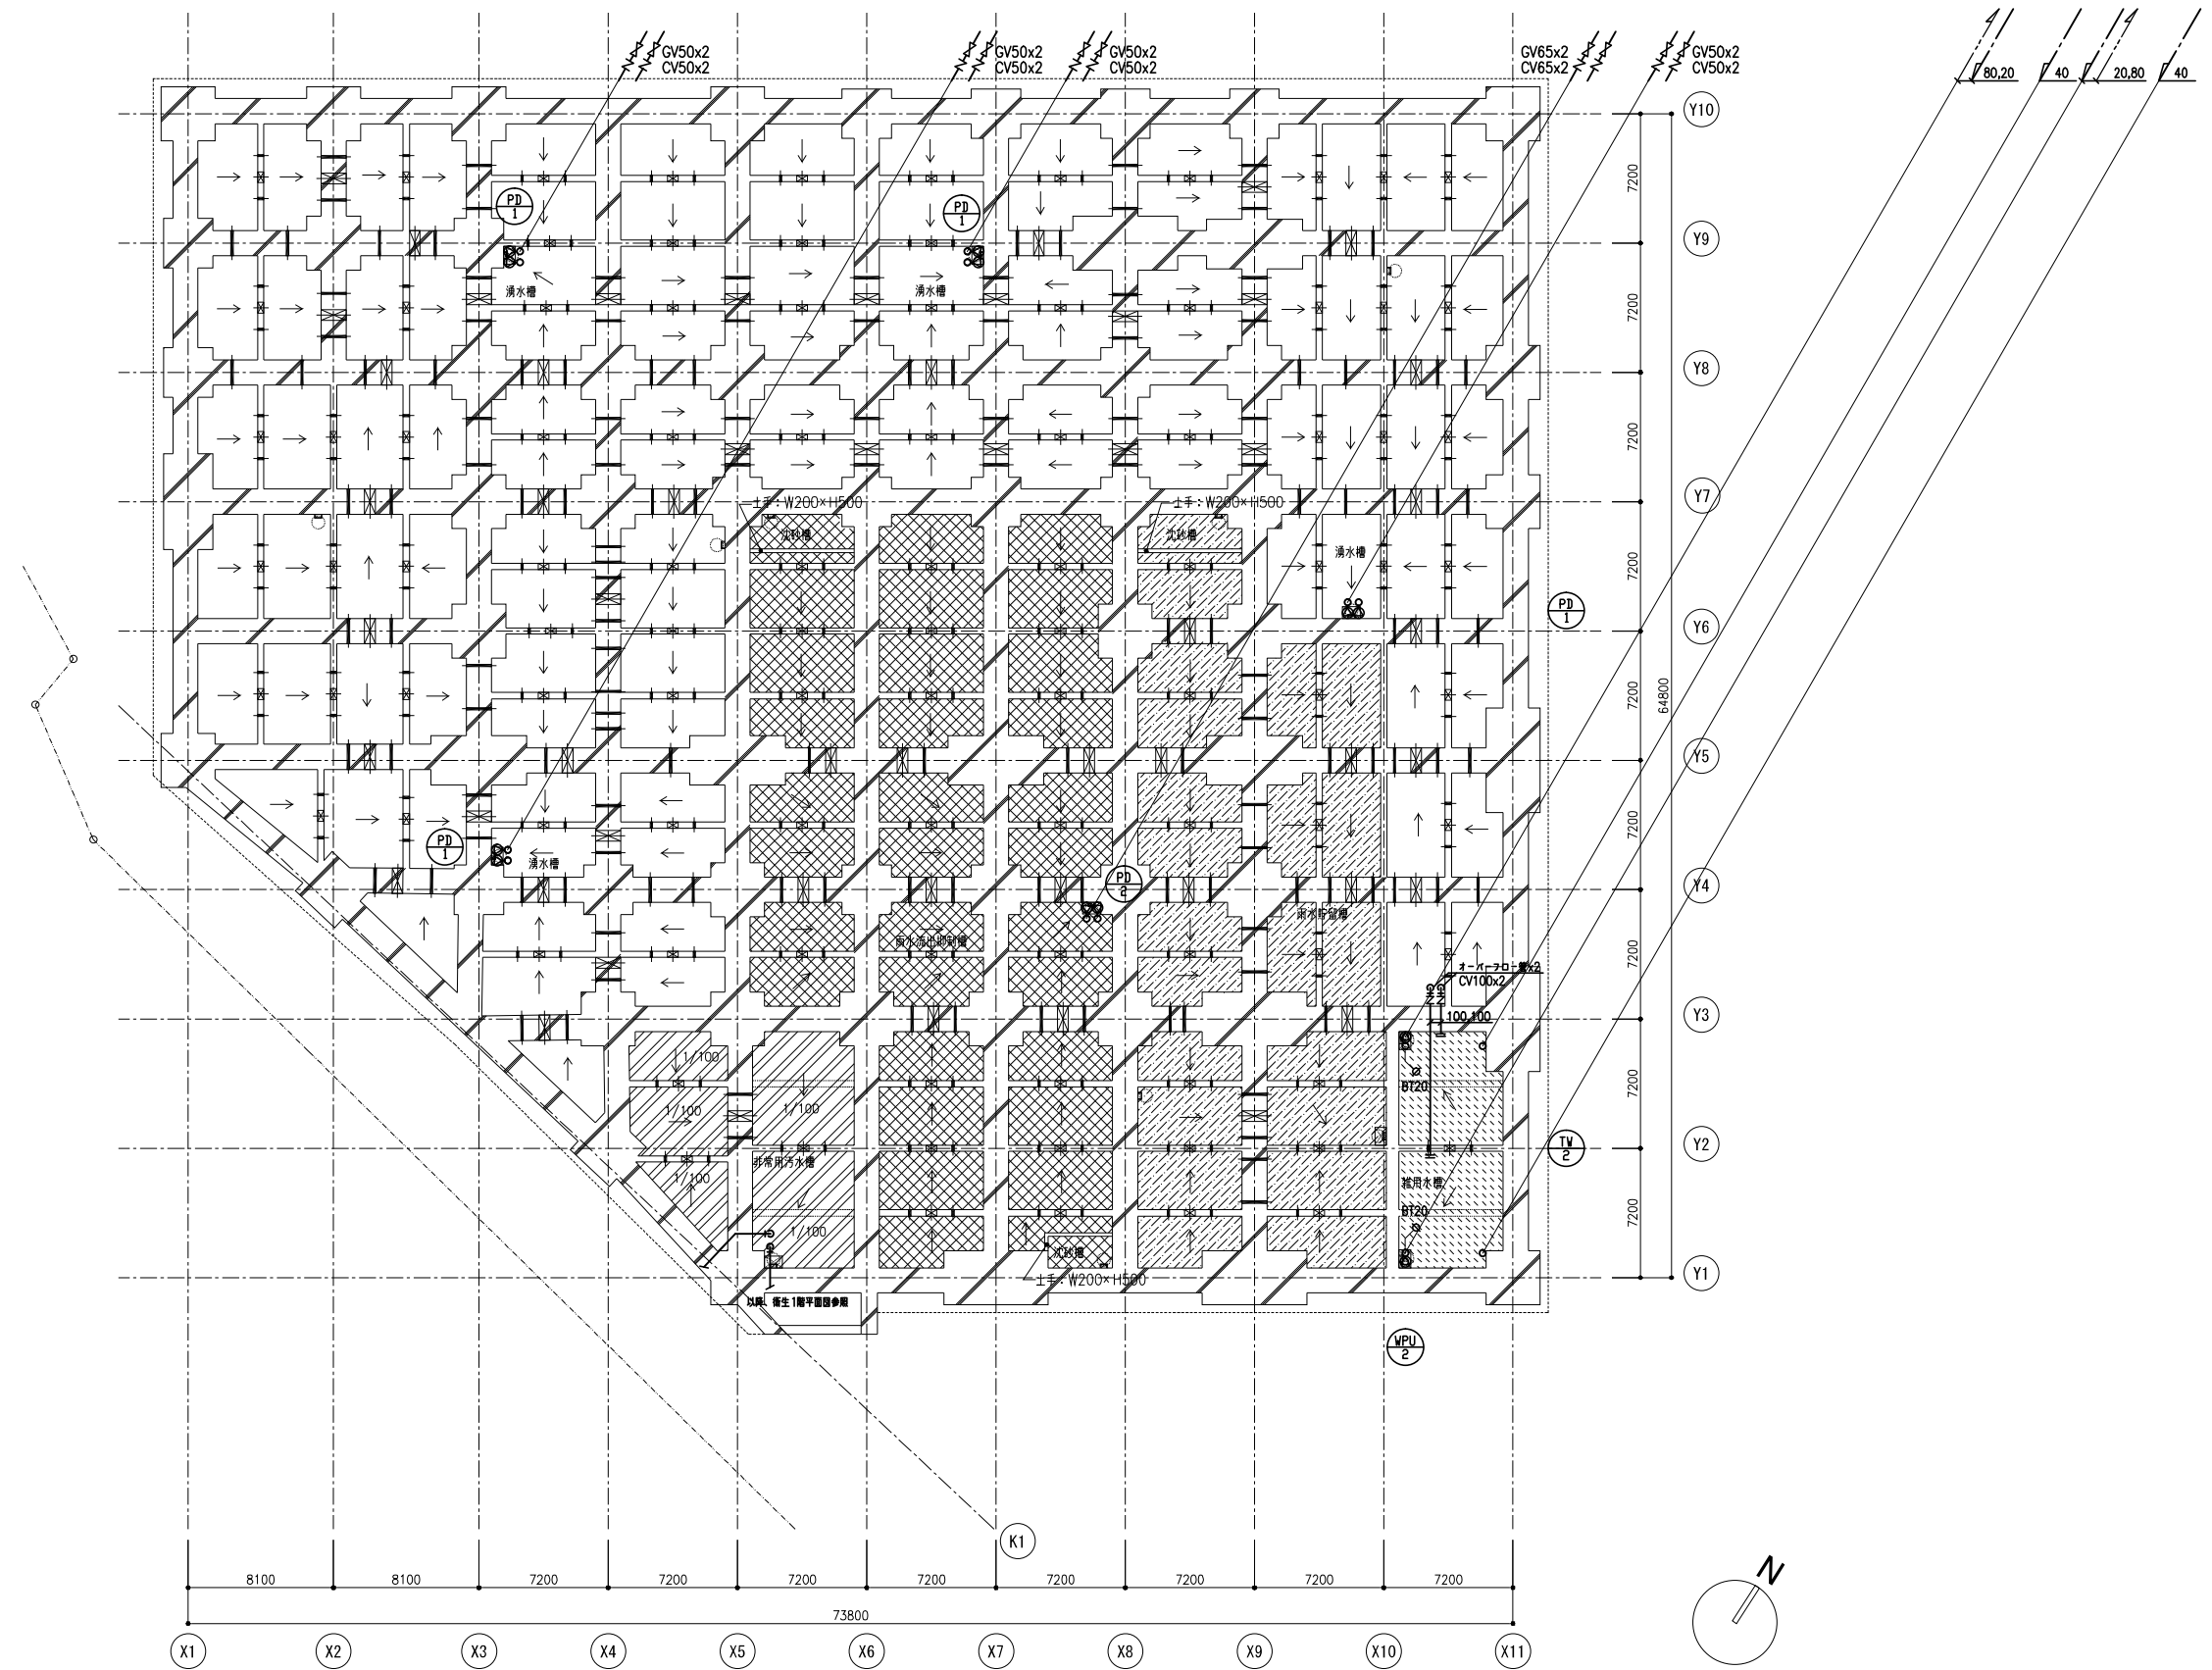 GV50x2
CV50x2
GV50x2
CV50x2
GV50x2
CV50x2
GV65x2
CV65x2
GV50x2
CV50x2
80,20
40
20,80
40
Y10
7200
PD
1
PD
1
Y9
湧水槽
湧水槽
7200
Y8
7200
土手：W200×H500
土手：W200×H500
Y7
沈砂槽
沈砂槽
湧水槽
7200
PD
1
Y6
7200
64800
Y5
7200
PD
1
湧水槽
PD
2
Y4
雨水貯留槽
雨水流出抑制槽
7200
オーバーフロー管x2
CV100x2
100,100
Y3
1/100
BT20
7200
1/100
1/100
TW
2
Y2
非常用汚水槽
1/100
雑用水槽
BT20
7200
1/100
沈砂槽
土手：W200×H500
Y1
以降、衛生1階平面図参照
WPU
2
K1
N
8100
8100
7200
7200
7200
7200
7200
7200
7200
7200
73800
X1
X2
X3
X4
X5
X6
X7
X8
X9
X10
X11